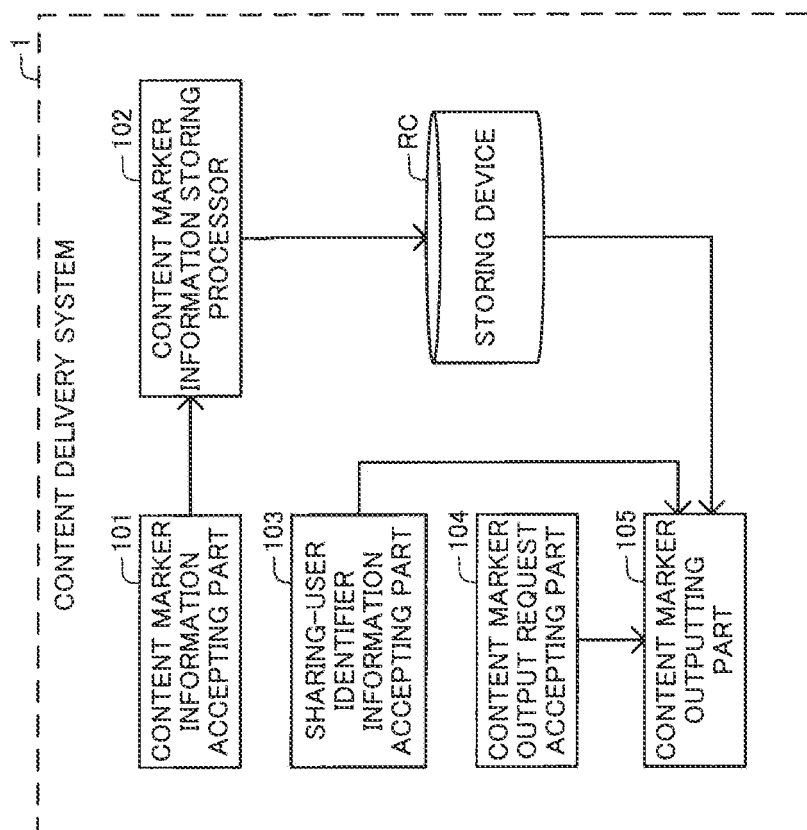 1
CONTENT DELIVERY SYSTEM
101
CONTENT MARKER
INFORMATION
ACCEPTING PART
102
CONTENT MARKER
INFORMATION STORING
PROCESSOR
103
SHARING-USER
IDENTIFIER
INFORMATION
ACCEPTING PART
RC
STORING DEVICE
104
CONTENT MARKER
OUTPUT REQUEST
ACCEPTING PART
105
CONTENT MARKER
OUTPUTTING
PART